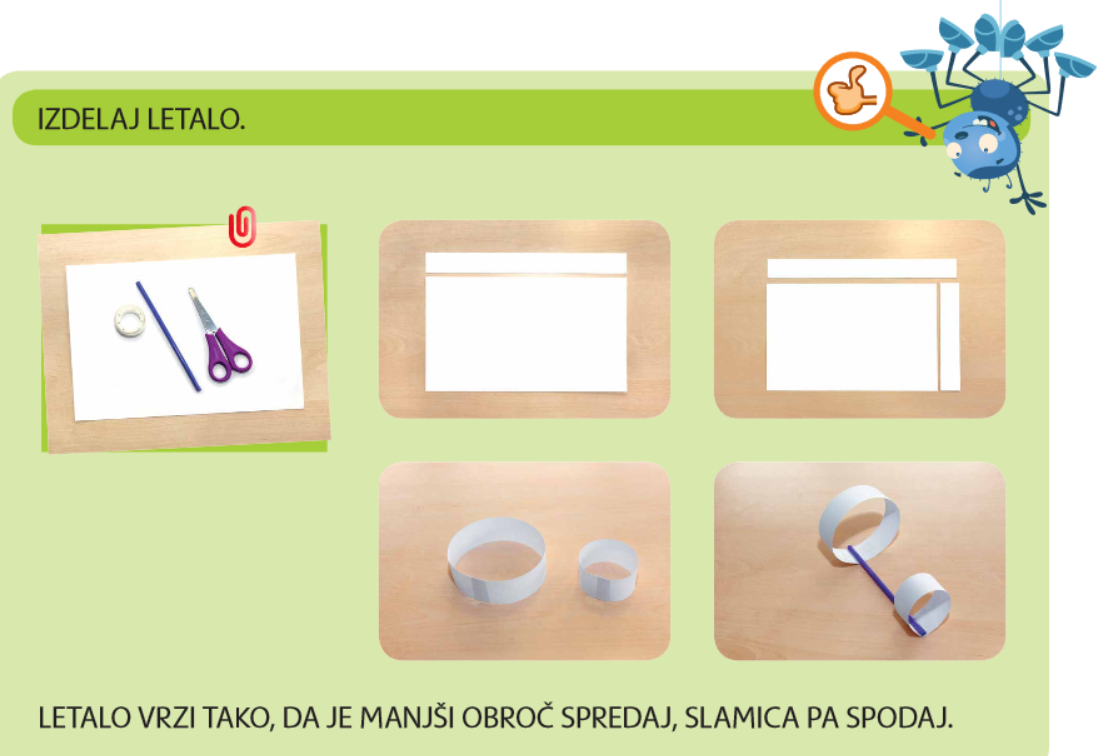 IZDELAJ LETALO.
LETALO VRZI TAKO, DA JE MANJŠI OBROČ SPREDAJ, SLAMICA PA SPODAJ.